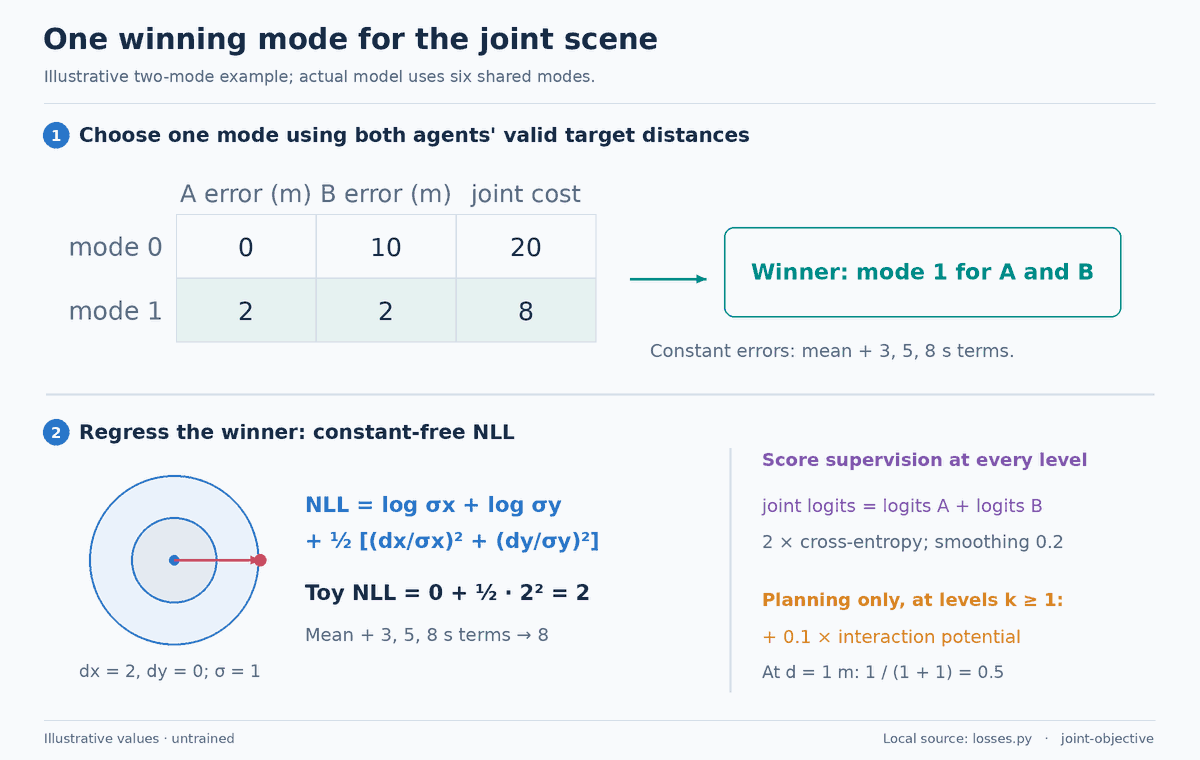 One winning mode for the joint scene
Illustrative two-mode example; actual model uses six shared modes.
1 Choose one mode using both agents' valid target distances
A error (m) B error (m) joint cost
mode 0 0 10 20
mode 1 2 2 8
Winner: mode 1 for A and B
Constant errors: mean + 3, 5, 8 s terms.
2 Regress the winner: constant-free NLL
NLL = log σx + log σy
+ ½ [(dx/σx)² + (dy/σy)²]
Toy NLL = 0 + ½ · 2² = 2
Mean + 3, 5, 8 s terms → 8
dx = 2, dy = 0; σ = 1
Score supervision at every level
joint logits = logits A + logits B
2 × cross-entropy; smoothing 0.2
Planning only, at levels k ≥ 1:
+ 0.1 × interaction potential
At d = 1 m: 1 / (1 + 1) = 0.5
Illustrative values · untrained
Local source: losses.py · joint-objective